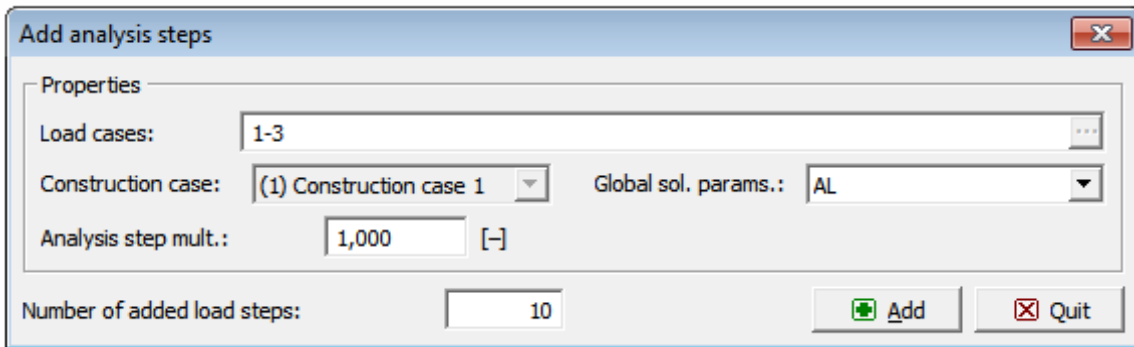 Add analysis steps
Properties
Load cases: 1-3 ...
Construction case: (1) Construction case 1 Global sol. params.: AL
Analysis step mult.: 1,000 [–]
Number of added load steps: 10 Add Quit